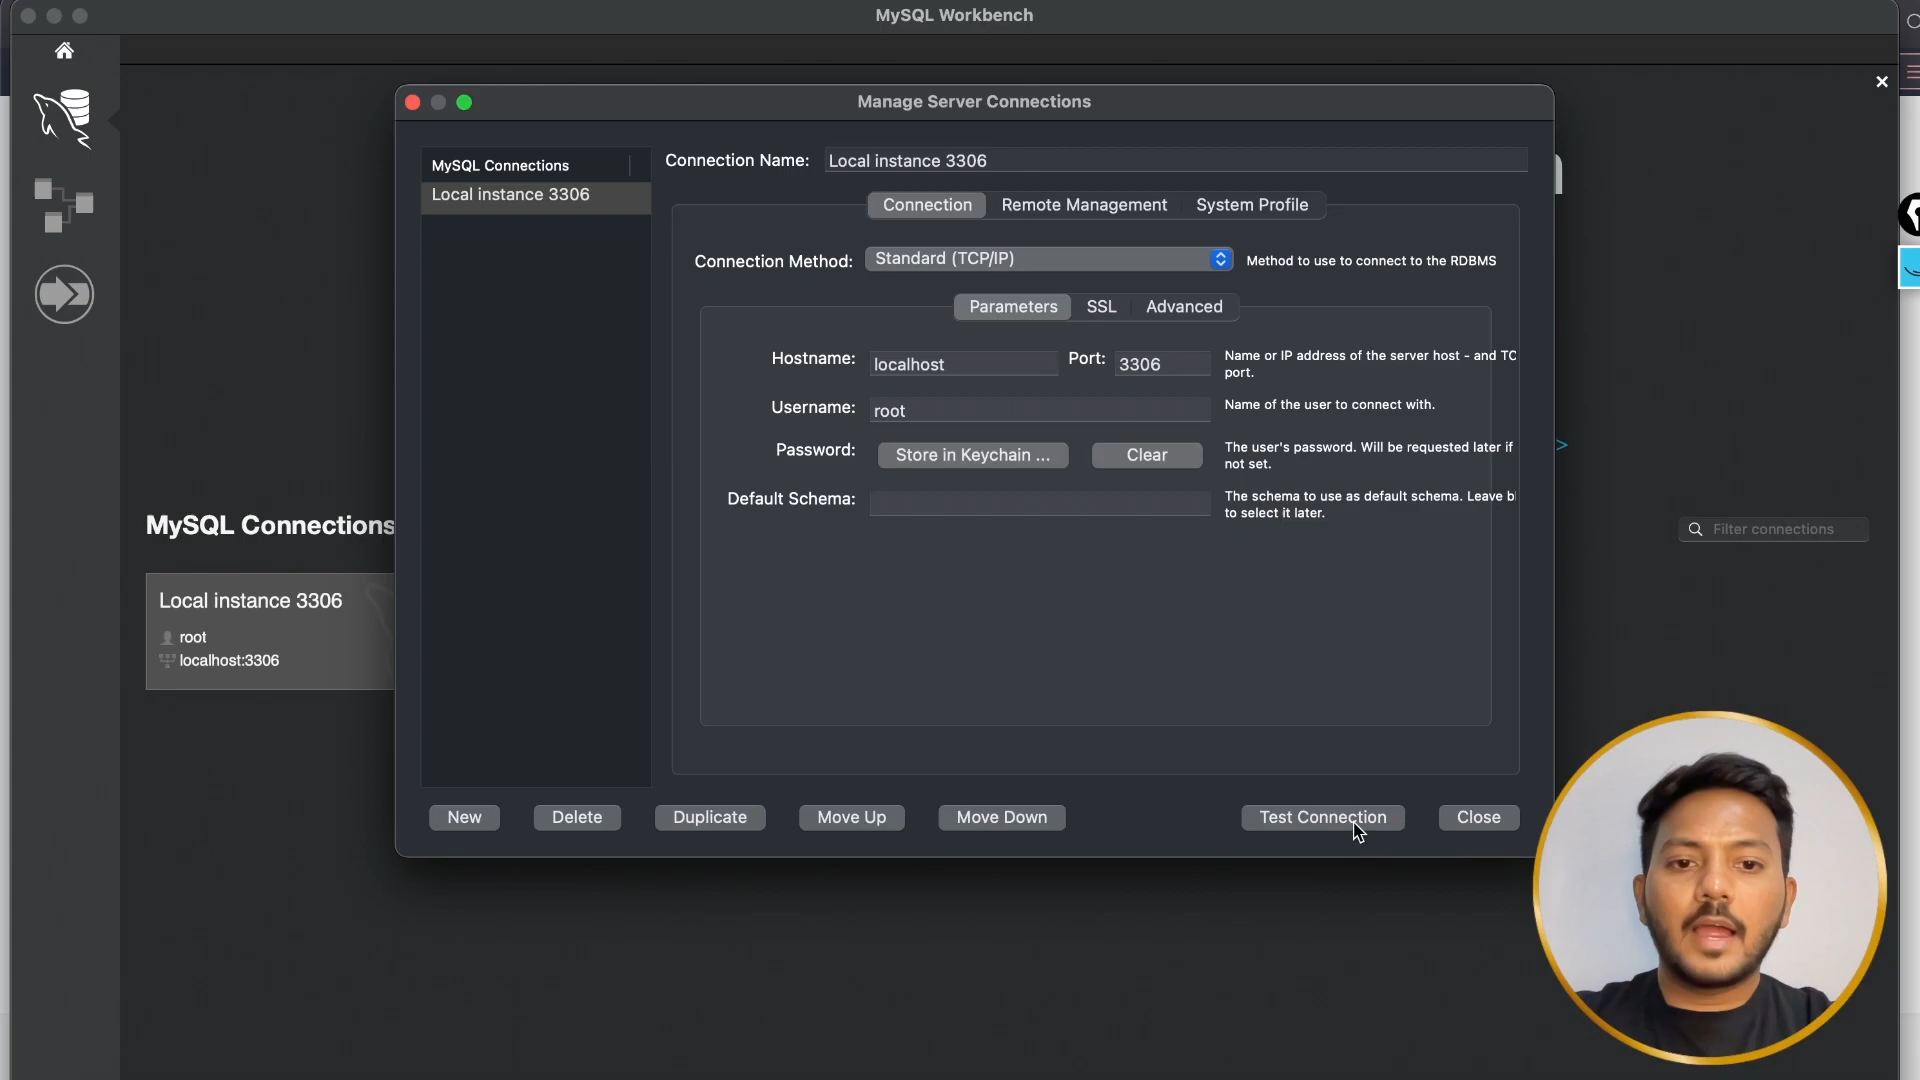 MySQL Workbench
Manage Server Connections
MySQL Connections
Local instance 3306
Connection Name:
Local instance 3306
Connection
Remote Management
System Profile
Connection Method:
Standard (TCP/IP)
Method to use to connect to the RDBMS
Parameters
SSL
Advanced
Hostname:
localhost
Port:
3306
Name or IP address of the server host - and TC
port.
Username:
root
Name of the user to connect with.
Password:
Store in Keychain ...
Clear
The user's password. Will be requested later if
not set.
Default Schema:
The schema to use as default schema. Leave bl
to select it later.
MySQL Connections
Filter connections
Local instance 3306
root
localhost:3306
New
Delete
Duplicate
Move Up
Move Down
Test Connection
Close